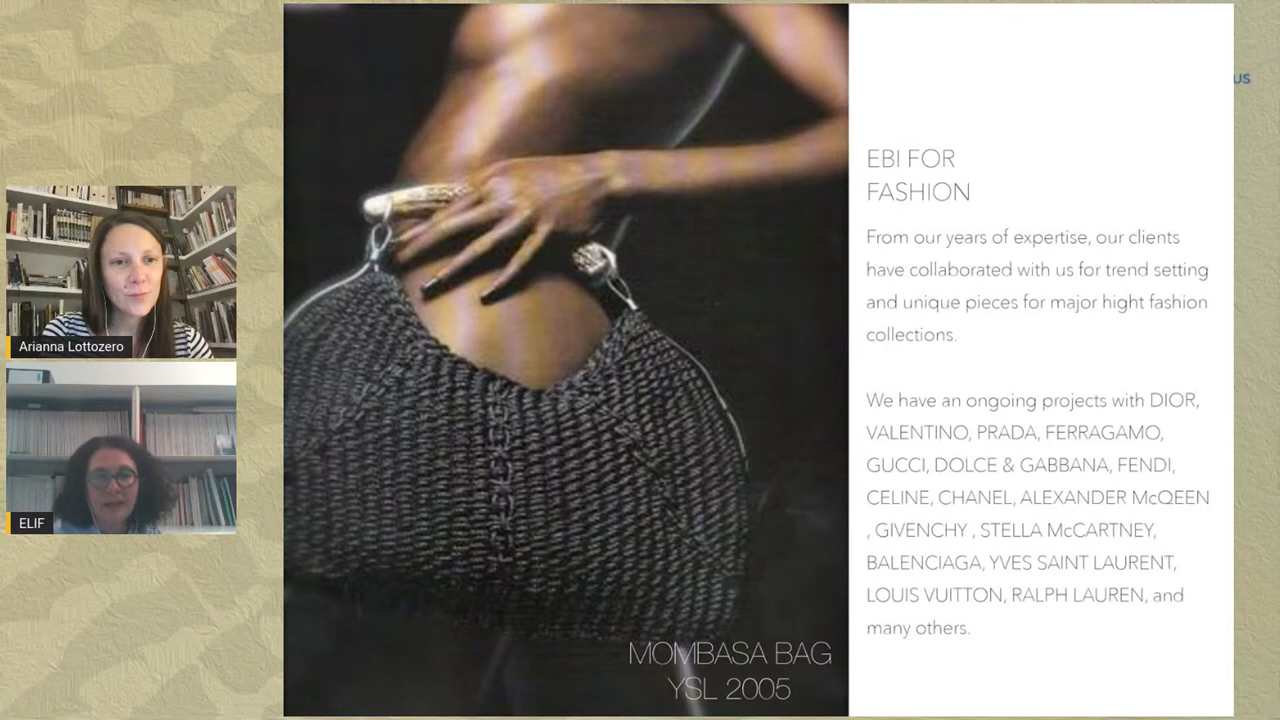 US
EBI FOR
FASHION
From our years of expertise, our clients
have collaborated with us for trend setting
and unique pieces for major hight fashion
collections.
We have an ongoing projects with DIOR,
VALENTINO, PRADA, FERRAGAMO,
GUCCI, DOLCE & GABBANA, FENDI,
CELINE, CHANEL, ALEXANDER McQEEN
, GIVENCHY , STELLA McCARTNEY,
BALENCIAGA, YVES SAINT LAURENT,
LOUIS VUITTON, RALPH LAUREN, and
many others.
Arianna Lottozero
ELIF
MOMBASA BAG
YSL 2005